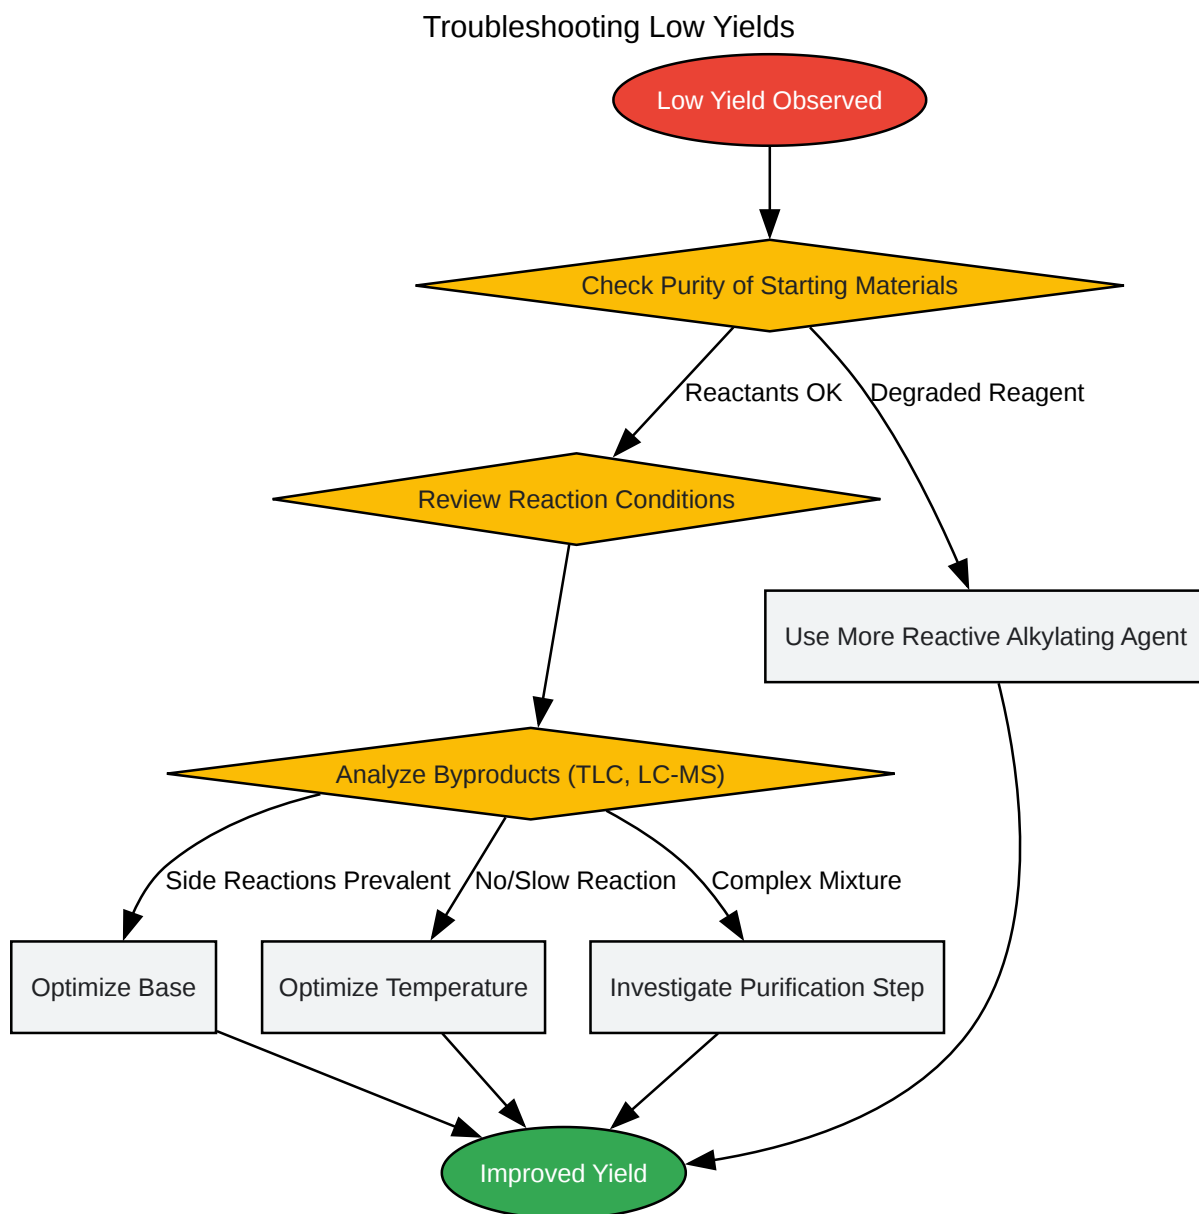 Troubleshooting Low Yields
Low Yield Observed
Check Purity of Starting Materials
Reactants OK
Degraded Reagent
Review Reaction Conditions
Use More Reactive Alkylating Agent
Analyze Byproducts (TLC, LC-MS)
Side Reactions Prevalent
No/Slow Reaction
Complex Mixture
Optimize Base
Optimize Temperature
Investigate Purification Step
Improved Yield